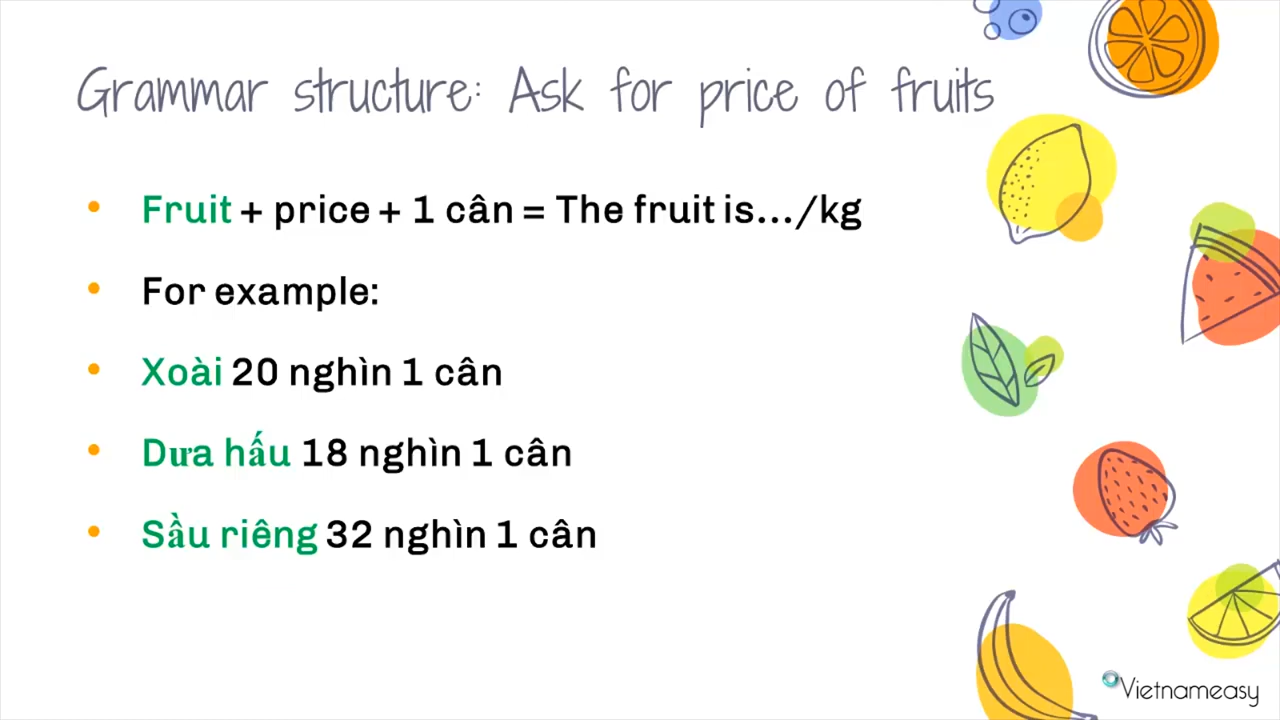 Grammar structure: Ask for price of fruits
• Fruit + price + 1 cân = The fruit is.../kg
• For example:
• Xoài 20 nghìn 1 cân
• Dưa hấu 18 nghìn 1 cân
• Sầu riêng 32 nghìn 1 cân
Vietnameasy